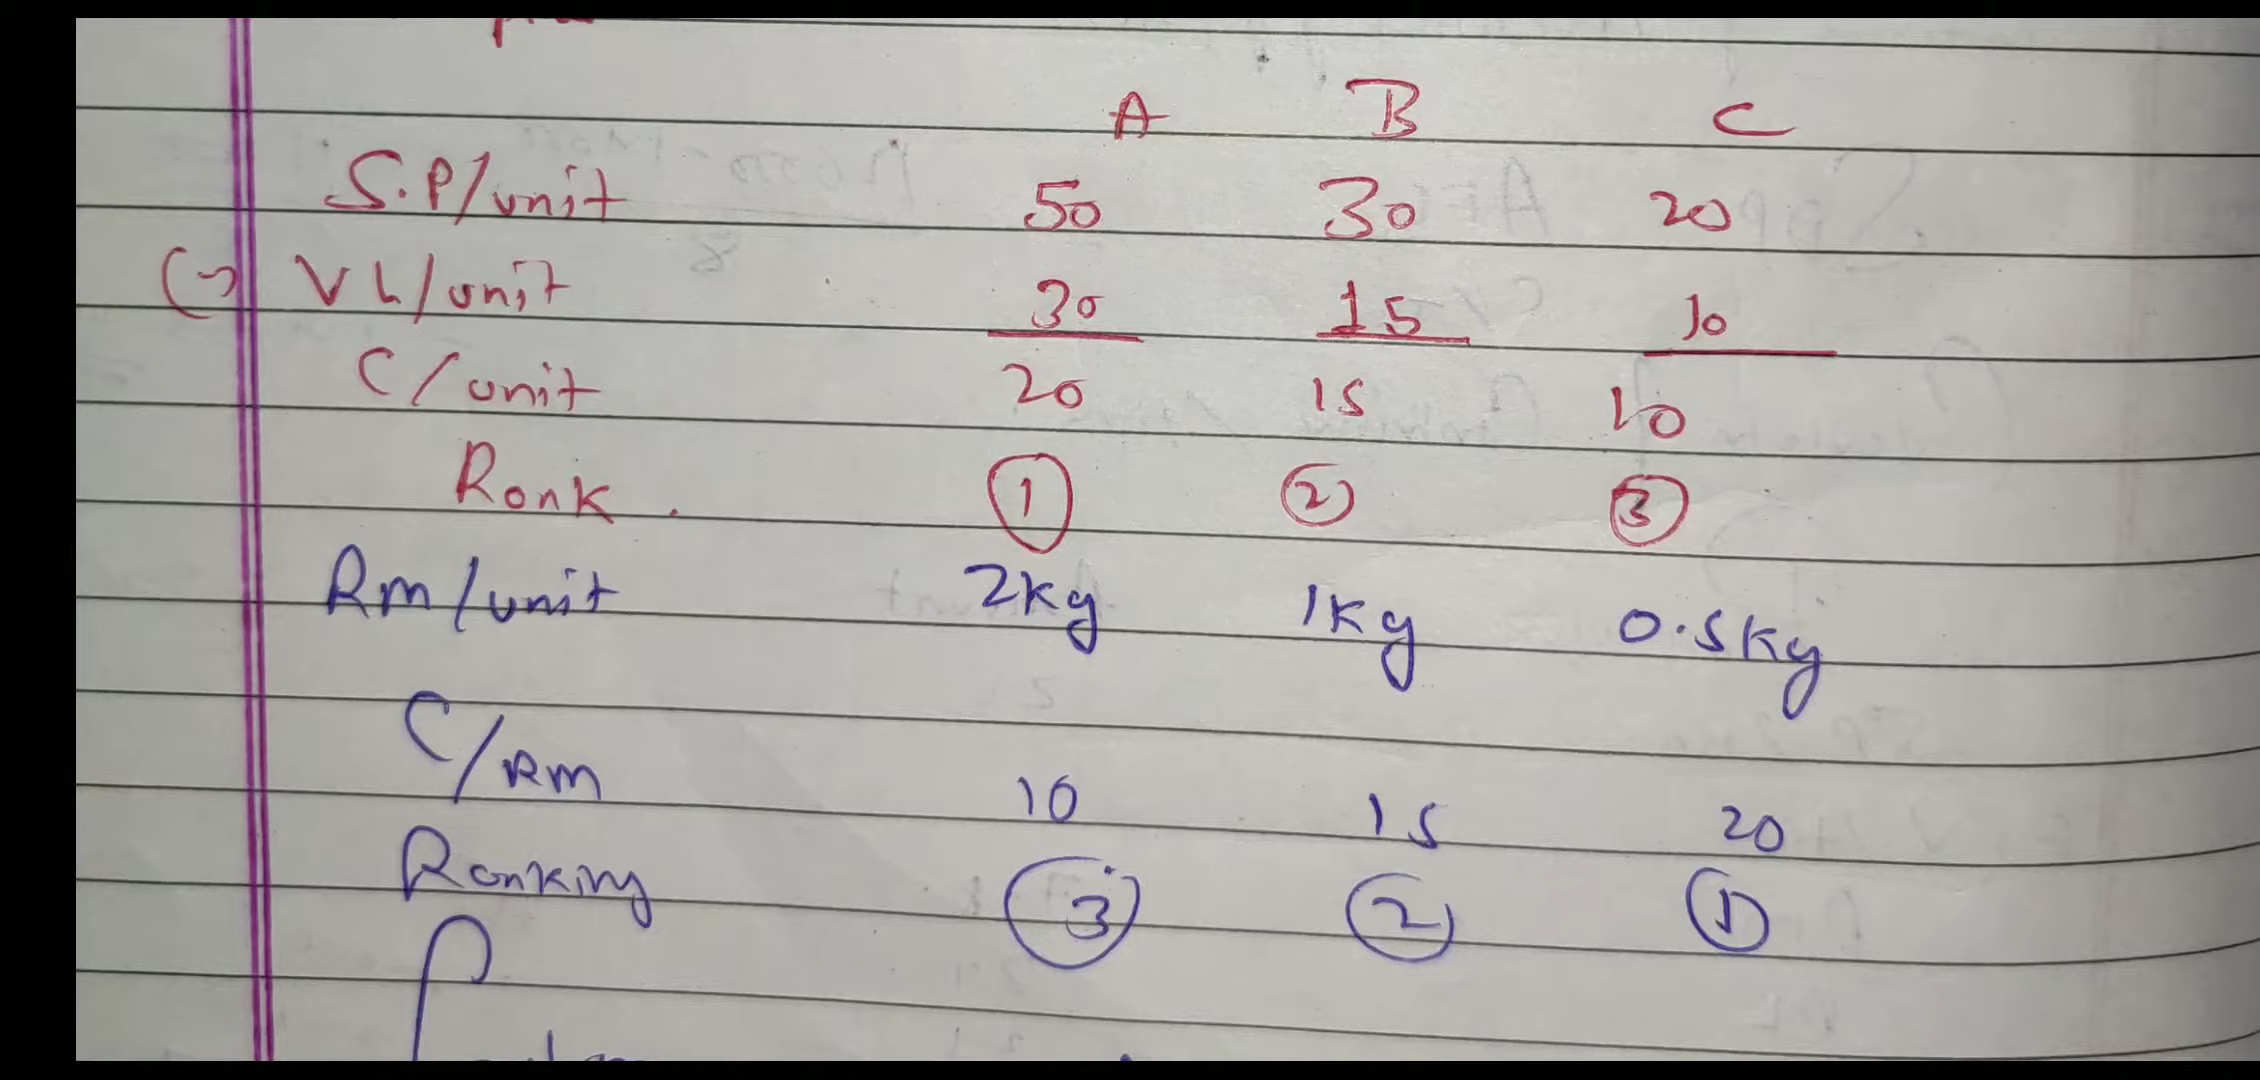 A B C
S.P/unit 50 30 20
(-) VC/unit 30 15 10
C/unit 20 15 10
Rank. 1 2 3
Rm/unit 2kg 1kg 0.5kg
C/RM 10 15 20
Ranking 3 2 1